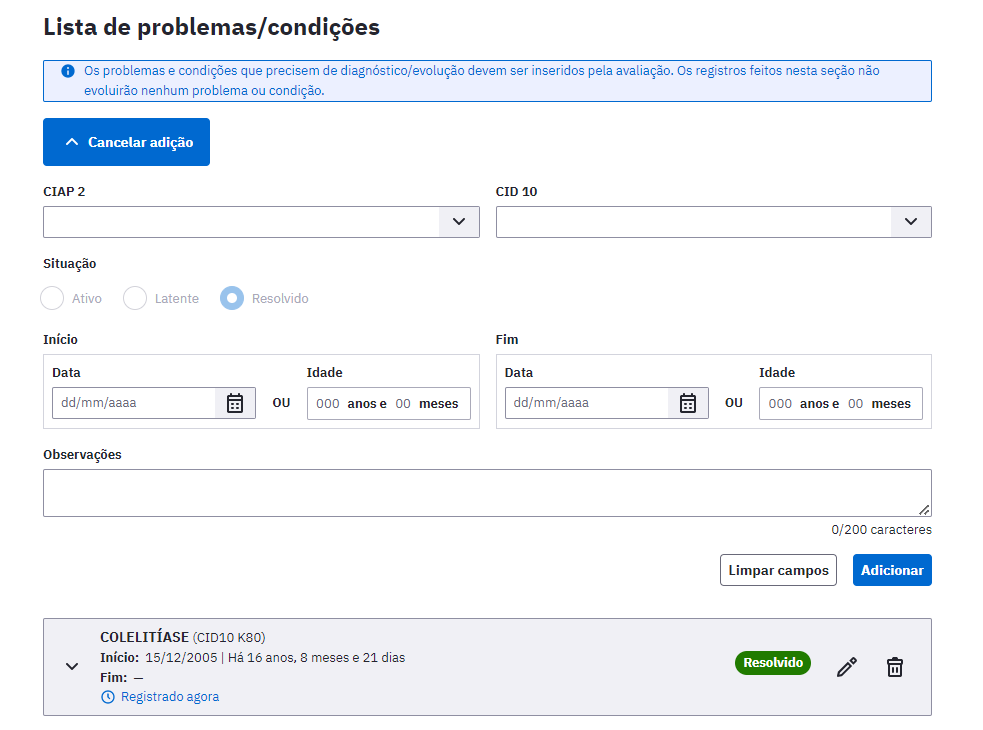 Lista de problemas/condições
Os problemas e condições que precisem de diagnóstico/evolução devem ser inseridos pela avaliação. Os registros feitos nesta seção não
evoluirão nenhum problema ou condição.
Cancelar adição
CIAP 2
CID 10
Situação
Ativo Latente Resolvido
Início
Fim
Data Idade
dd/mm/aaaa OU 000 anos e 00 meses
Data Idade
dd/mm/aaaa OU 000 anos e 00 meses
Observações
0/200 caracteres
Limpar campos Adicionar
COLELITÍASE (CID10 K80)
Início: 15/12/2005 | Há 16 anos, 8 meses e 21 dias
Fim: —
Registrado agora
Resolvido